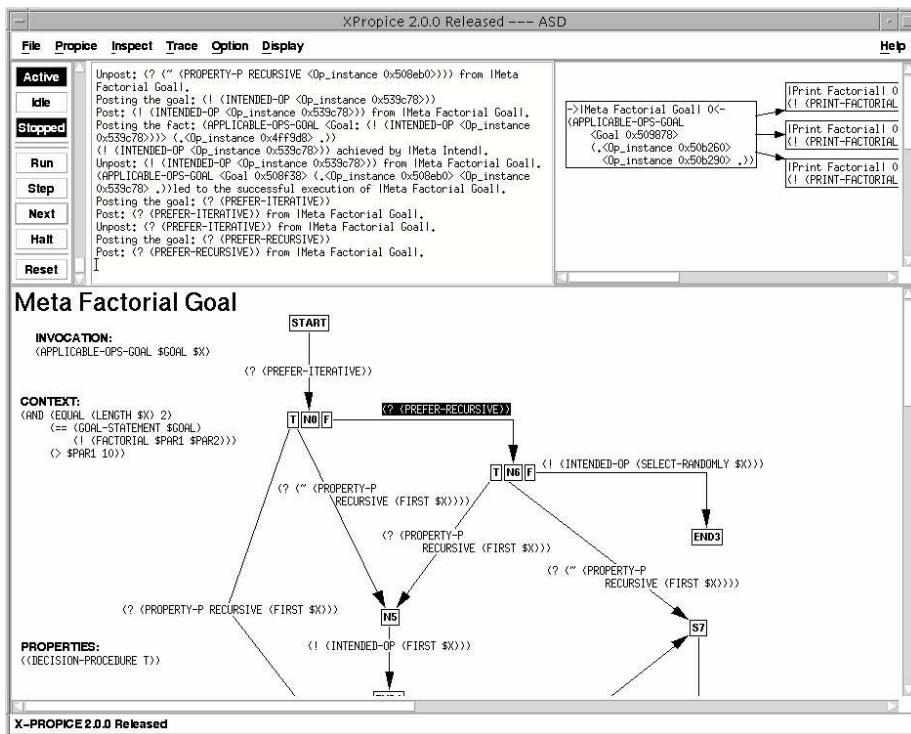 XPropice 2.0.0 Released --- ASD
File Propice Inspect Trace Option Display Help
Active
Idle
Stopped
Run
Step
Next
Halt
Reset
Unpost: (? (~ (PROPERTY-P RECURSIVE <Op_instance 0x508eb0>))) from |Meta
Factorial Goal|.
Posting the goal: (! (INTENDED-OP <Op_instance 0x539c78>))
Post: (! (INTENDED-OP <Op_instance 0x539c78>)) from |Meta Factorial Goal|.
Posting the fact: (APPLICABLE-OPS-GOAL <Goal: (! (INTENDED-OP <Op_instance
0x539c78>))> (.<Op_instance 0x4ff9d8> .))
(! (INTENDED-OP <Op_instance 0x539c78>)) achieved by |Meta Intend|.
Unpost: (! (INTENDED-OP <Op_instance 0x539c78>)) from |Meta Factorial Goal|.
(APPLICABLE-OPS-GOAL <Goal 0x508f38> (.<Op_instance 0x508eb0> <Op_instance
0x539c78> .))led to the successful execution of |Meta Factorial Goal|.
Posting the goal: (? (PREFER-ITERATIVE))
Post: (? (PREFER-ITERATIVE)) from |Meta Factorial Goal|.
Unpost: (? (PREFER-ITERATIVE)) from |Meta Factorial Goal|.
Posting the goal: (? (PREFER-RECURSIVE))
Post: (? (PREFER-RECURSIVE)) from |Meta Factorial Goal|.
->|Meta Factorial Goal| 0<-
(APPLICABLE-OPS-GOAL
<Goal 0x509878>
(.<Op_instance 0x50b260>
<Op_instance 0x50b290> .))
|Print Factorial| 0
(! (PRINT-FACTORIAL
|Print Factorial| 0
(! (PRINT-FACTORIAL
|Print Factorial| 0
(! (PRINT-FACTORIAL
Meta Factorial Goal
INVOCATION:
(APPLICABLE-OPS-GOAL $GOAL $X)
CONTEXT:
(AND (EQUAL (LENGTH $X) 2)
(== (GOAL-STATEMENT $GOAL)
(! (FACTORIAL $PAR1 $PAR2)))
(> $PAR1 10))
PROPERTIES:
((DECISION-PROCEDURE T))
START
(? (PREFER-ITERATIVE))
T N0 F
(? (PREFER-RECURSIVE))
T N6 F
(! (INTENDED-OP (SELECT-RANDOMLY $X)))
END3
(? (~ (PROPERTY-P
RECURSIVE (FIRST $X))))
(? (PROPERTY-P
RECURSIVE (FIRST $X)))
(? (~ (PROPERTY-P
RECURSIVE (FIRST $X))))
(? (PROPERTY-P RECURSIVE (FIRST $X)))
N5
S7
(! (INTENDED-OP (FIRST $X)))
X-PROPICE 2.0.0 Released